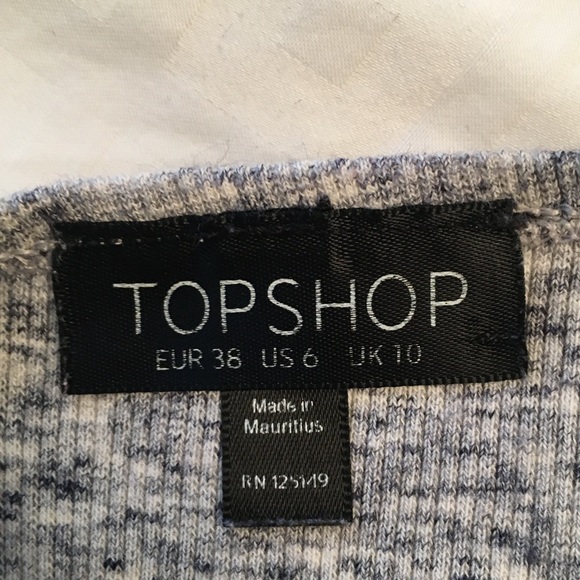 TOPSHOP
EUR 38 US 6 UK 10
Made in
Mauritius
RN 125149